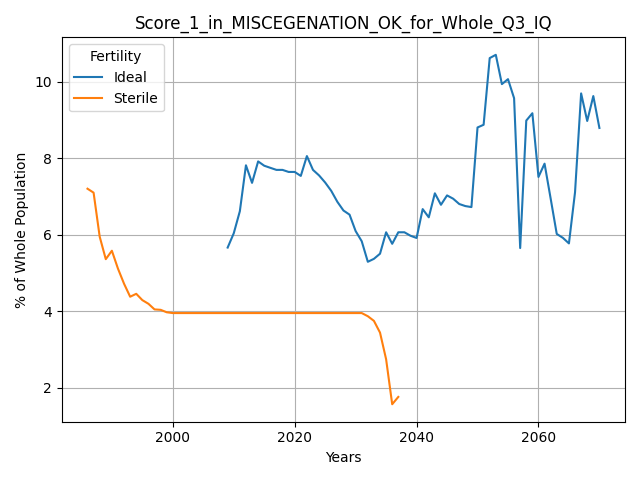 Score_1_in_MISCEGENATION_OK_for_Whole_Q3_IQ
Fertility
Ideal
Sterile
% of Whole Population
10
8
6
4
2
2000 2020 2040 2060
Years